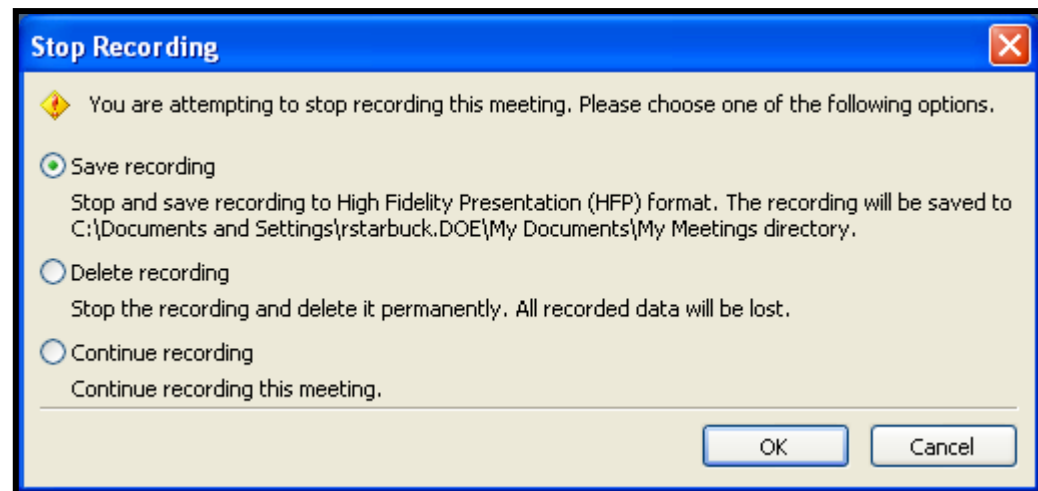 Stop Recording
You are attempting to stop recording this meeting. Please choose one of the following options.
Save recording
Stop and save recording to High Fidelity Presentation (HFP) format. The recording will be saved to
C:\Documents and Settings\rstarbuck.DOE\My Documents\My Meetings directory.
Delete recording
Stop the recording and delete it permanently. All recorded data will be lost.
Continue recording
Continue recording this meeting.
OK Cancel